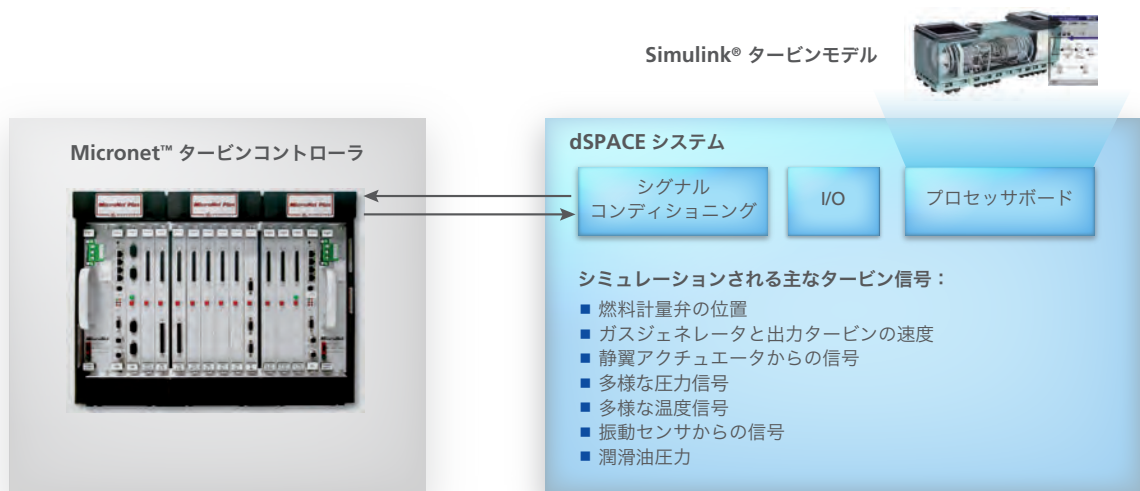 Simulink® タービンモデル
Micronet™ タービンコントローラ
MicroNet Plus MicroNet Plus MicroNet Plus
dSPACE システム
シグナル
コンディショニング
I/O
プロセッサボード
シミュレーションされる主なタービン信号：
■ 燃料計量弁の位置
■ ガスジェネレータと出力タービンの速度
■ 静翼アクチュエータからの信号
■ 多様な圧力信号
■ 多様な温度信号
■ 振動センサからの信号
■ 潤滑油圧力